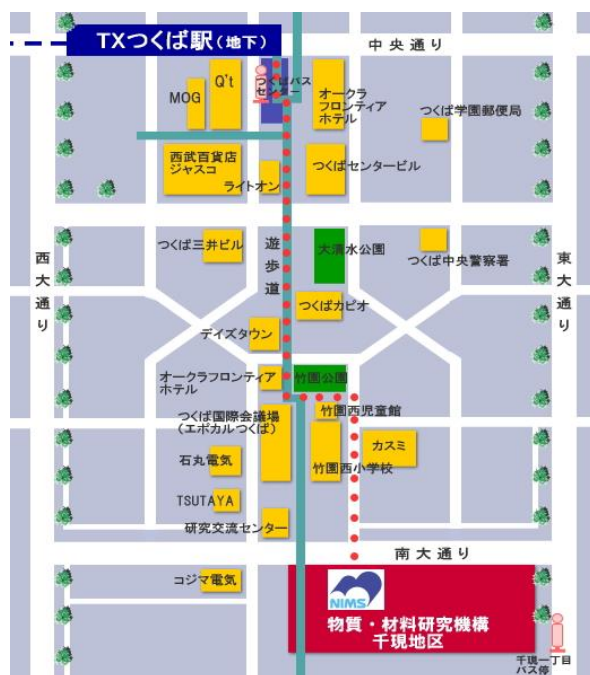 TXつくば駅(地下)
中央通り
Q't
MOG
つくばバス
センター
オークラ
フロンティア
ホテル
つくば学園郵便局
西武百貨店
ジャスコ
ライトオン
つくばセンタービル
西大通り
つくば三井ビル
遊歩道
大清水公園
つくば中央警察署
東大通り
つくばカピオ
デイズタウン
オークラフロンティア
ホテル
竹園公園
つくば国際会議場
(エポカルつくば)
竹園西児童館
カスミ
石丸電気
竹園西小学校
TSUTAYA
研究交流センター
南大通り
コジマ電気
NIMS
物質・材料研究機構
千現地区
千現一丁目
バス停